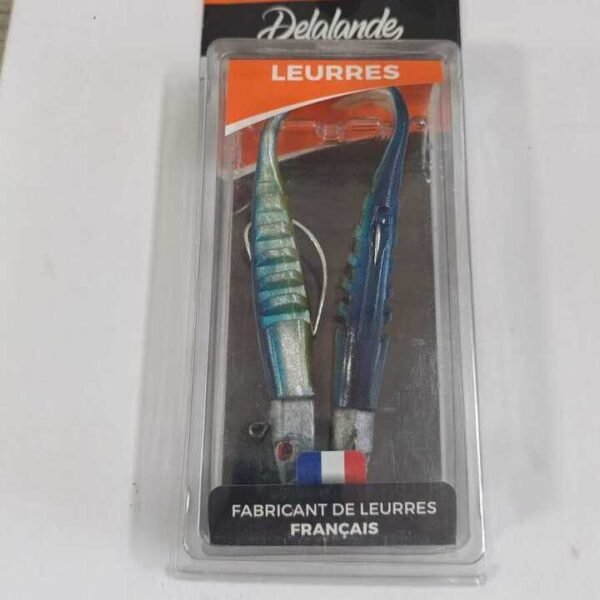 Delalande
LEURRES
FABRICANT DE LEURRES
FRANÇAIS